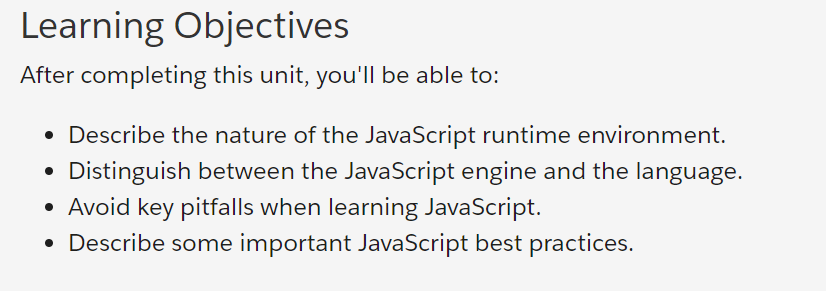 Learning Objectives
After completing this unit, you'll be able to:
• Describe the nature of the JavaScript runtime environment.
• Distinguish between the JavaScript engine and the language.
• Avoid key pitfalls when learning JavaScript.
• Describe some important JavaScript best practices.